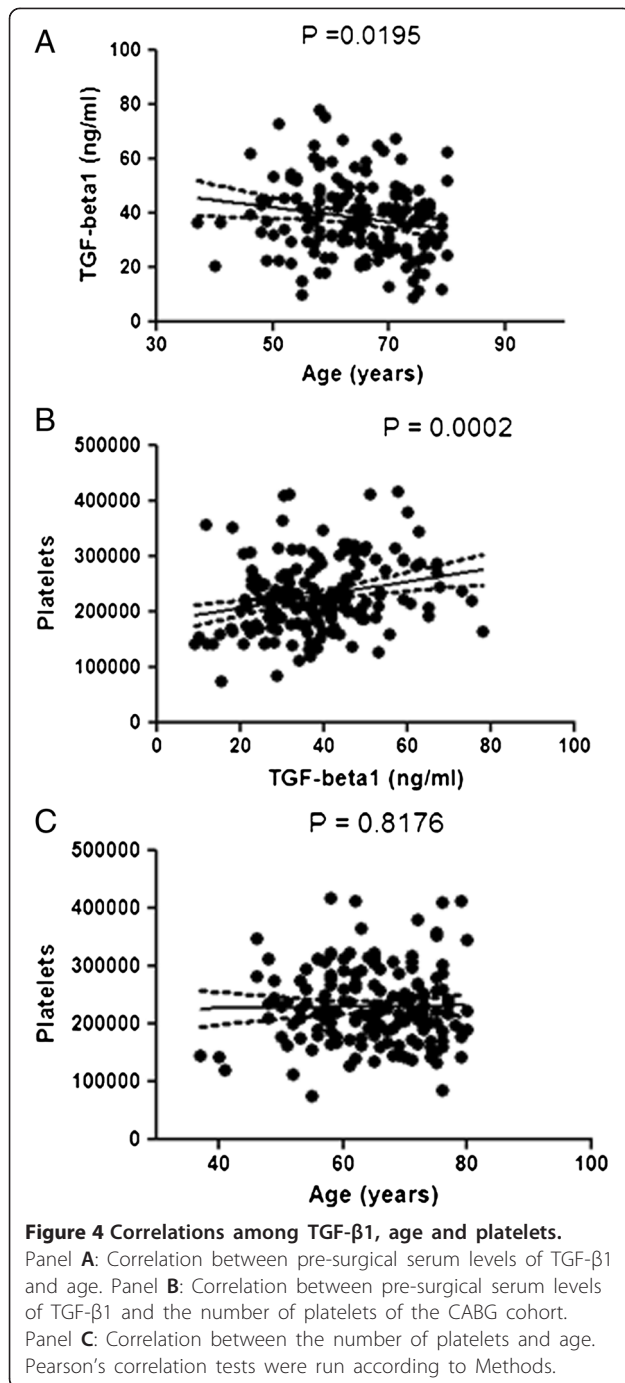 A
P =0.0195
100
80
60
40
20
0
TGF-beta1 (ng/ml)
30 50 70 90
Age (years)
B
P = 0.0002
500000
400000
300000
200000
100000
0
Platelets
0 20 40 60 80 100
TGF-beta1 (ng/ml)
C
P = 0.8176
500000
400000
300000
200000
100000
0
Platelets
40 60 80 100
Age (years)
Figure 4 Correlations among TGF-β1, age and platelets.
Panel A: Correlation between pre-surgical serum levels of TGF-β1
and age. Panel B: Correlation between pre-surgical serum levels
of TGF-β1 and the number of platelets of the CABG cohort.
Panel C: Correlation between the number of platelets and age.
Pearson's correlation tests were run according to Methods.